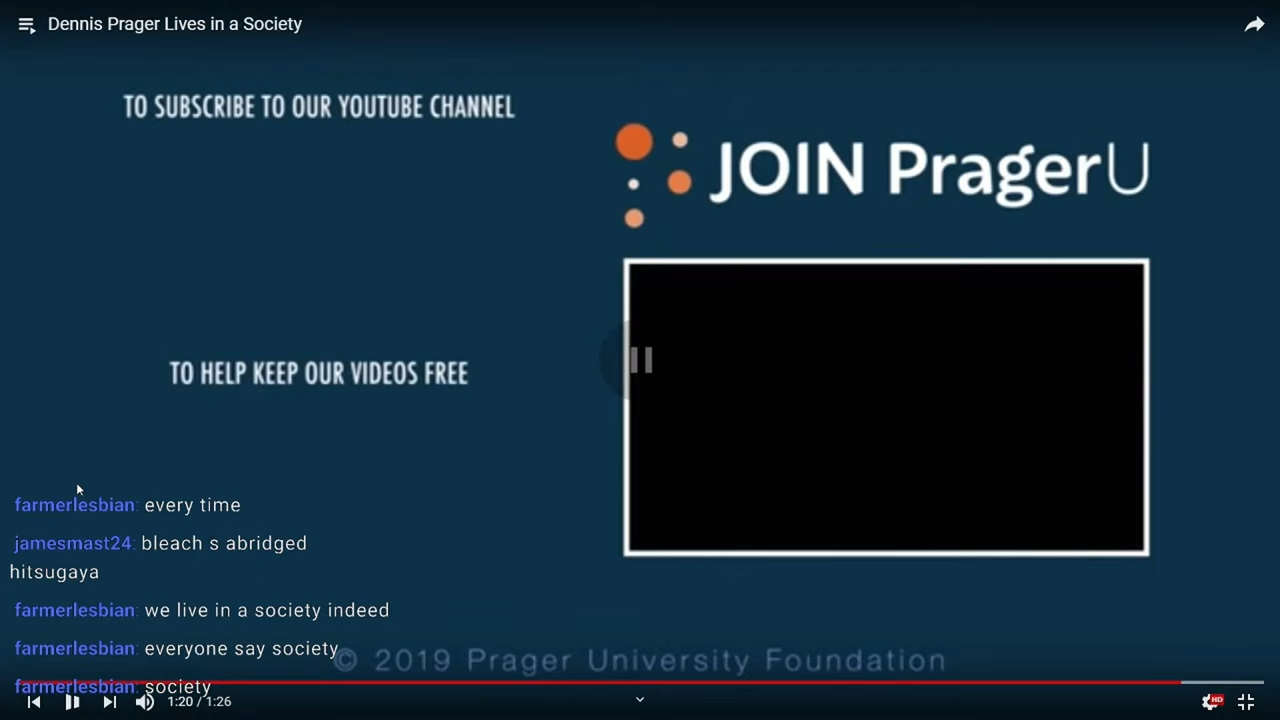 Dennis Prager Lives in a Society
TO SUBSCRIBE TO OUR YOUTUBE CHANNEL
JOIN PragerU
TO HELP KEEP OUR VIDEOS FREE
farmerlesbian: every time
jamesmast24: bleach s abridged
hitsugaya
farmerlesbian: we live in a society indeed
farmerlesbian: everyone say society
© 2019 Prager University Foundation
farmerlesbian: society
1:20 / 1:26
HD